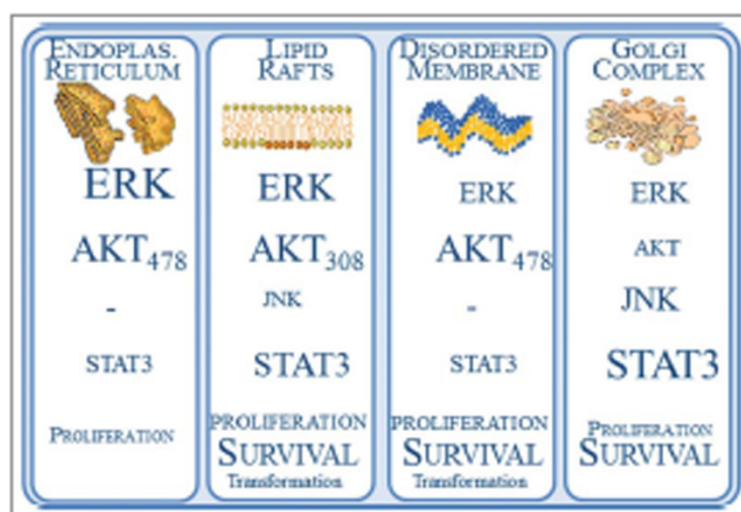 ENDOPLAS.
RETICULUM
ERK
AKT478
-
STAT3
PROLIFERATION
LIPID
RAFTS
ERK
AKT308
JNK
STAT3
PROLIFERATION
SURVIVAL
Transformation
DISORDERED
MEMBRANE
ERK
AKT478
-
STAT3
PROLIFERATION
SURVIVAL
Transformation
GOLGI
COMPLEX
ERK
AKT
JNK
STAT3
PROLIFERATION
SURVIVAL